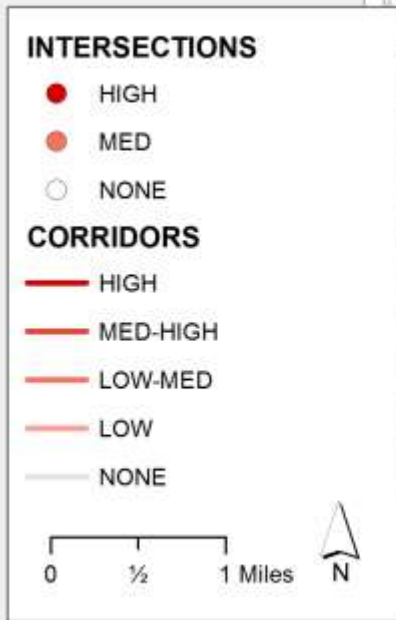 INTERSECTIONS
HIGH
MED
NONE
CORRIDORS
HIGH
MED-HIGH
LOW-MED
LOW
NONE
0 ½ 1 Miles N